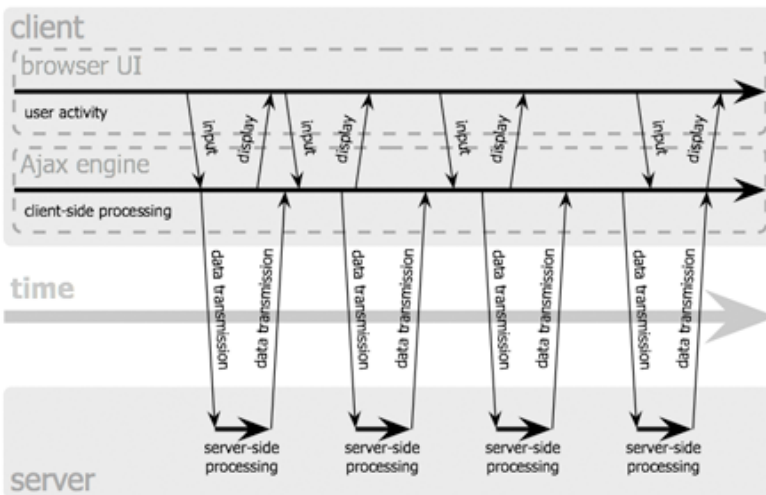 client
browser UI
user activity
input
display
input
display
input
display
input
display
Ajax engine
client-side processing
data transmission
data transmission
data transmission
data transmission
data transmission
data transmission
data transmission
data transmission
time
server-side
processing
server-side
processing
server-side
processing
server-side
processing
server